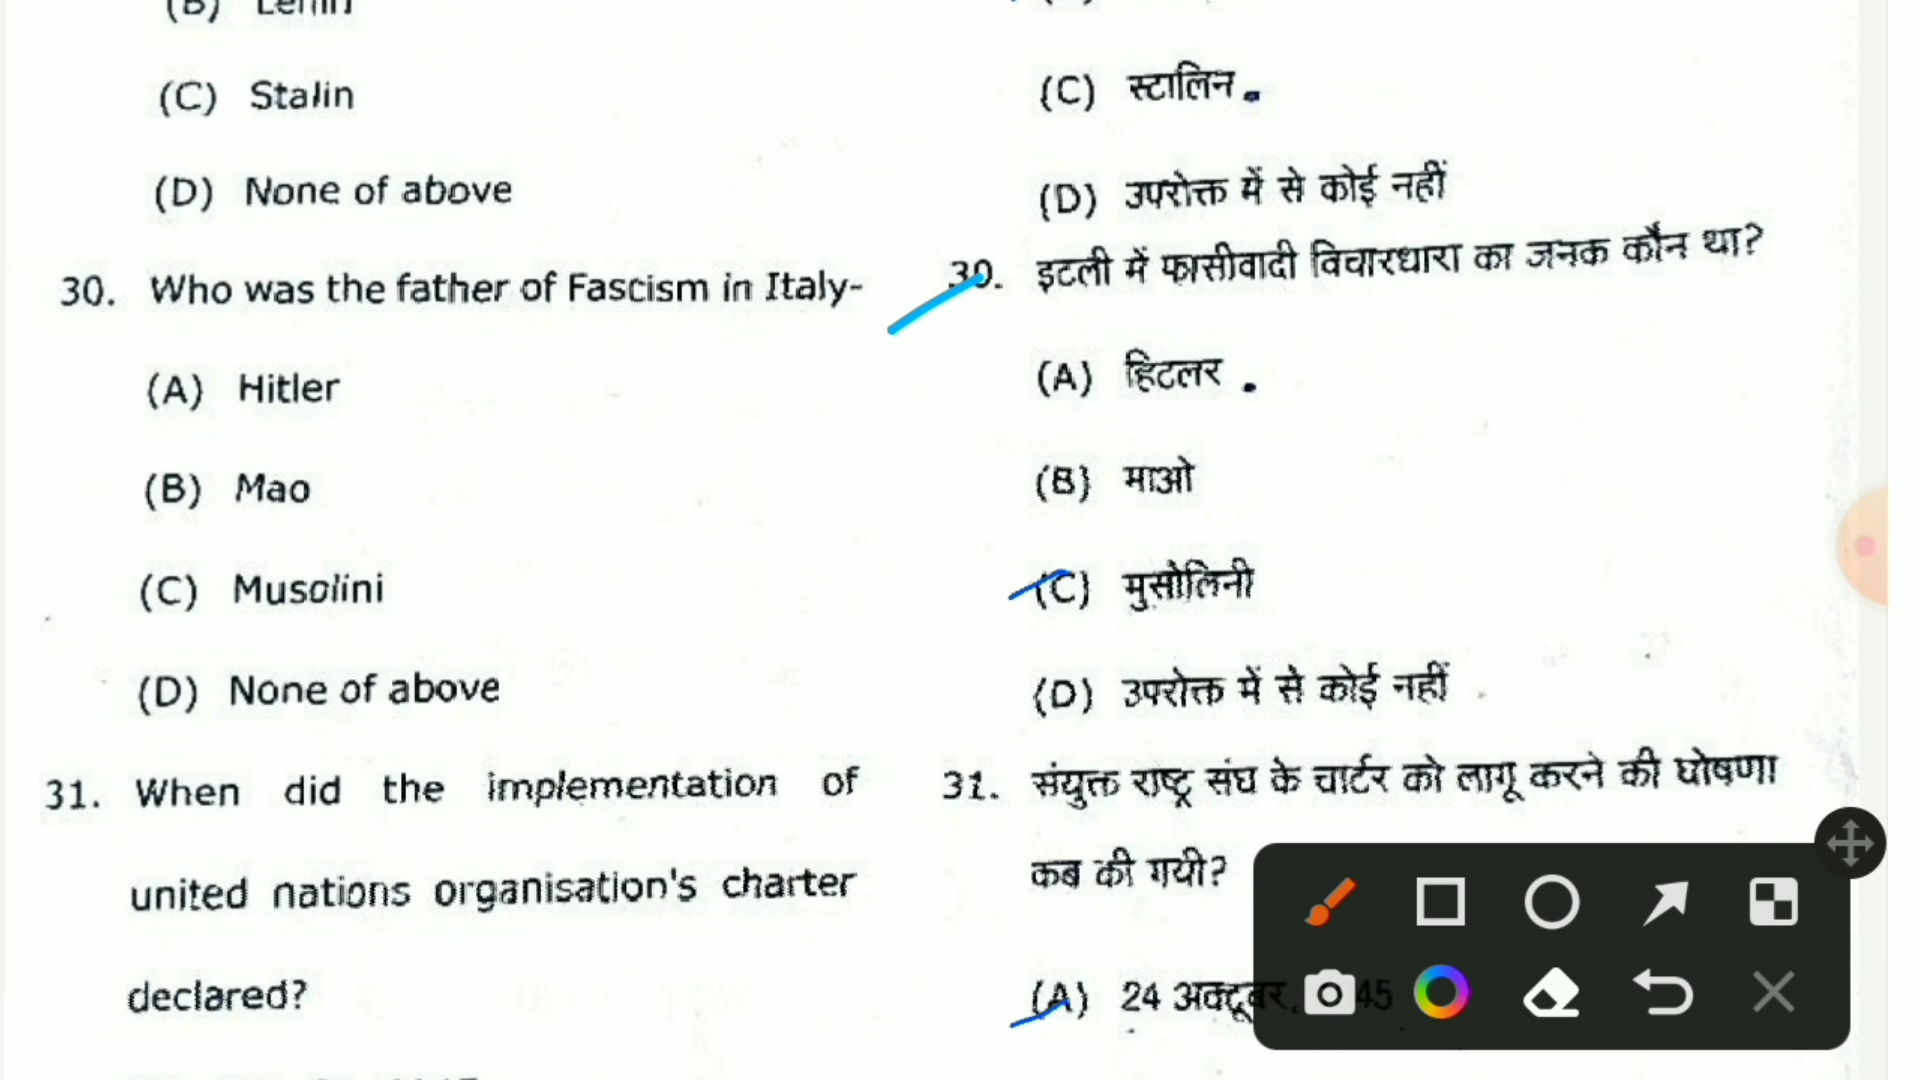 (B) Lenin
(C) Stalin
(D) None of above
30. Who was the father of Fascism in Italy-
(A) Hitler
(B) Mao
(C) Musolini
(D) None of above
31. When did the implementation of
united nations organisation's charter
declared?
(C) स्टालिन
(D) उपरोक्त में से कोई नहीं
30. इटली में फासीवादी विचारधारा का जनक कौन था?
(A) हिटलर
(B) माओ
(C) मुसोलिनी
(D) उपरोक्त में से कोई नहीं
31. संयुक्त राष्ट्र संघ के चार्टर को लागू करने की घोषणा
कब की गयी?
(A) 24 अक्टूबर, 45